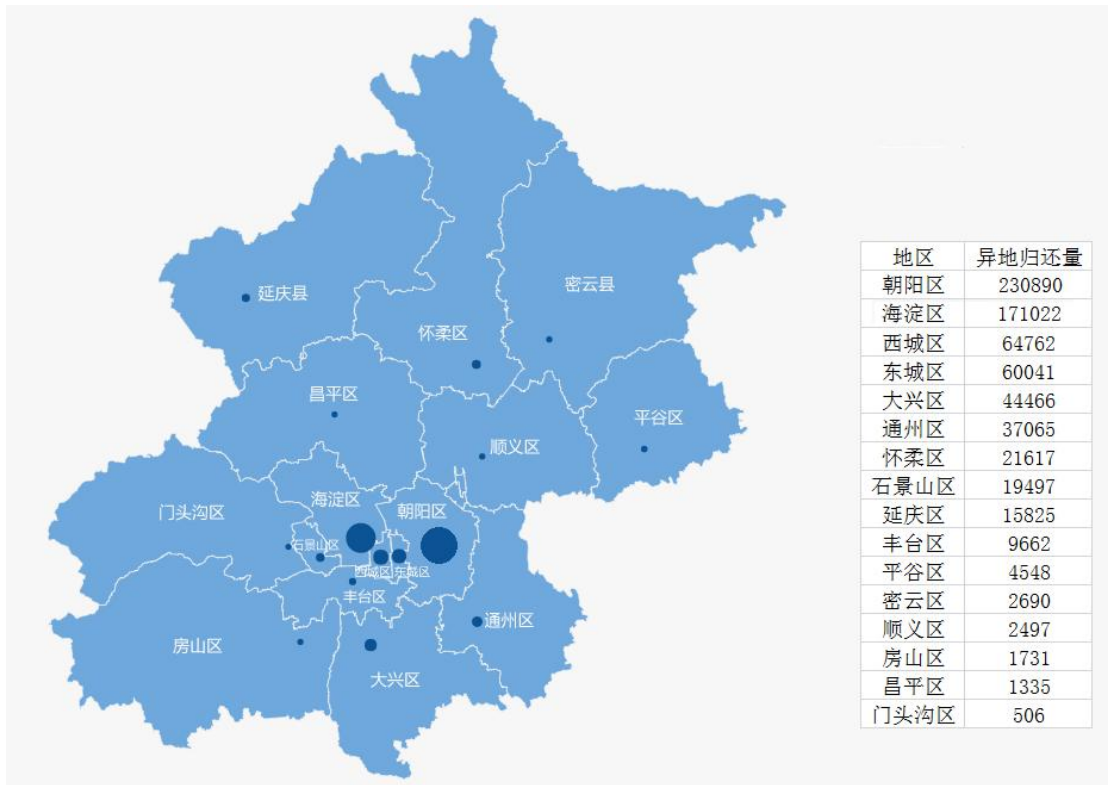 延庆县
密云县
怀柔区
昌平区
平谷区
顺义区
海淀区
朝阳区
门头沟区
石景山区
西城区
东城区
丰台区
通州区
房山区
大兴区
地区 异地归还量
朝阳区 230890
海淀区 171022
西城区 64762
东城区 60041
大兴区 44466
通州区 37065
怀柔区 21617
石景山区 19497
延庆区 15825
丰台区 9662
平谷区 4548
密云区 2690
顺义区 2497
房山区 1731
昌平区 1335
门头沟区 506